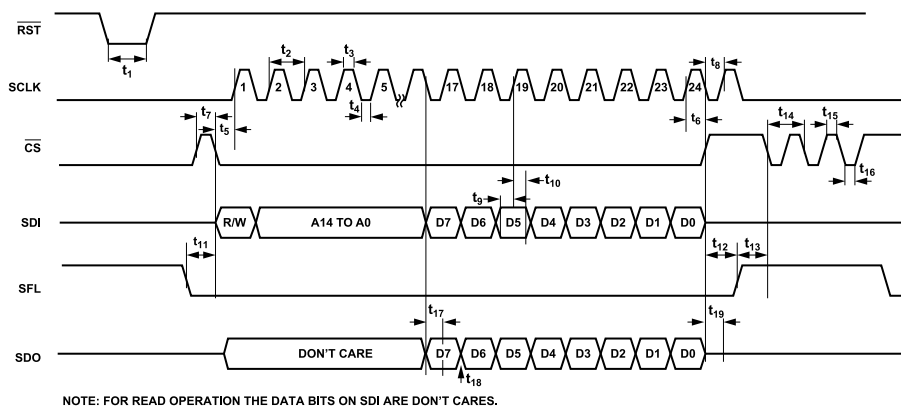 RST
t1
SCLK
t2
t3
t4
t8
t6
1 2 3 4 5 17 18 19 20 21 22 23 24
CS
t7
t5
t14
t15
t16
SDI
t9
t10
R/W A14 TO A0 D7 D6 D5 D4 D3 D2 D1 D0
SFL
t11
t12
t13
SDO
t17
t18
t19
DON'T CARE D7 D6 D5 D4 D3 D2 D1 D0
NOTE: FOR READ OPERATION THE DATA BITS ON SDI ARE DON'T CARES.